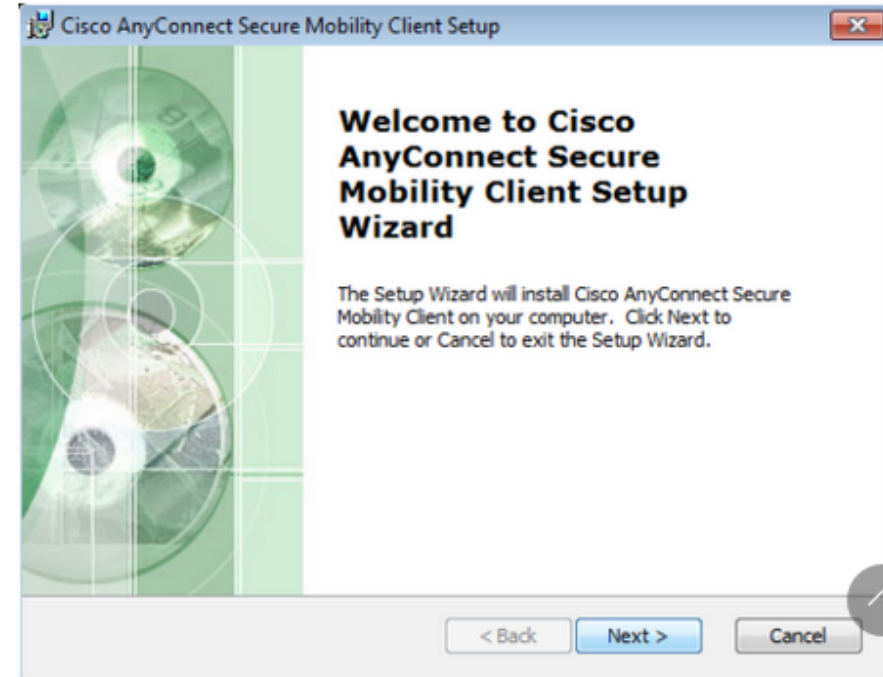 Cisco AnyConnect Secure Mobility Client Setup
Welcome to Cisco
AnyConnect Secure
Mobility Client Setup
Wizard
The Setup Wizard will install Cisco AnyConnect Secure
Mobility Client on your computer. Click Next to
continue or Cancel to exit the Setup Wizard.
< Back Next > Cancel